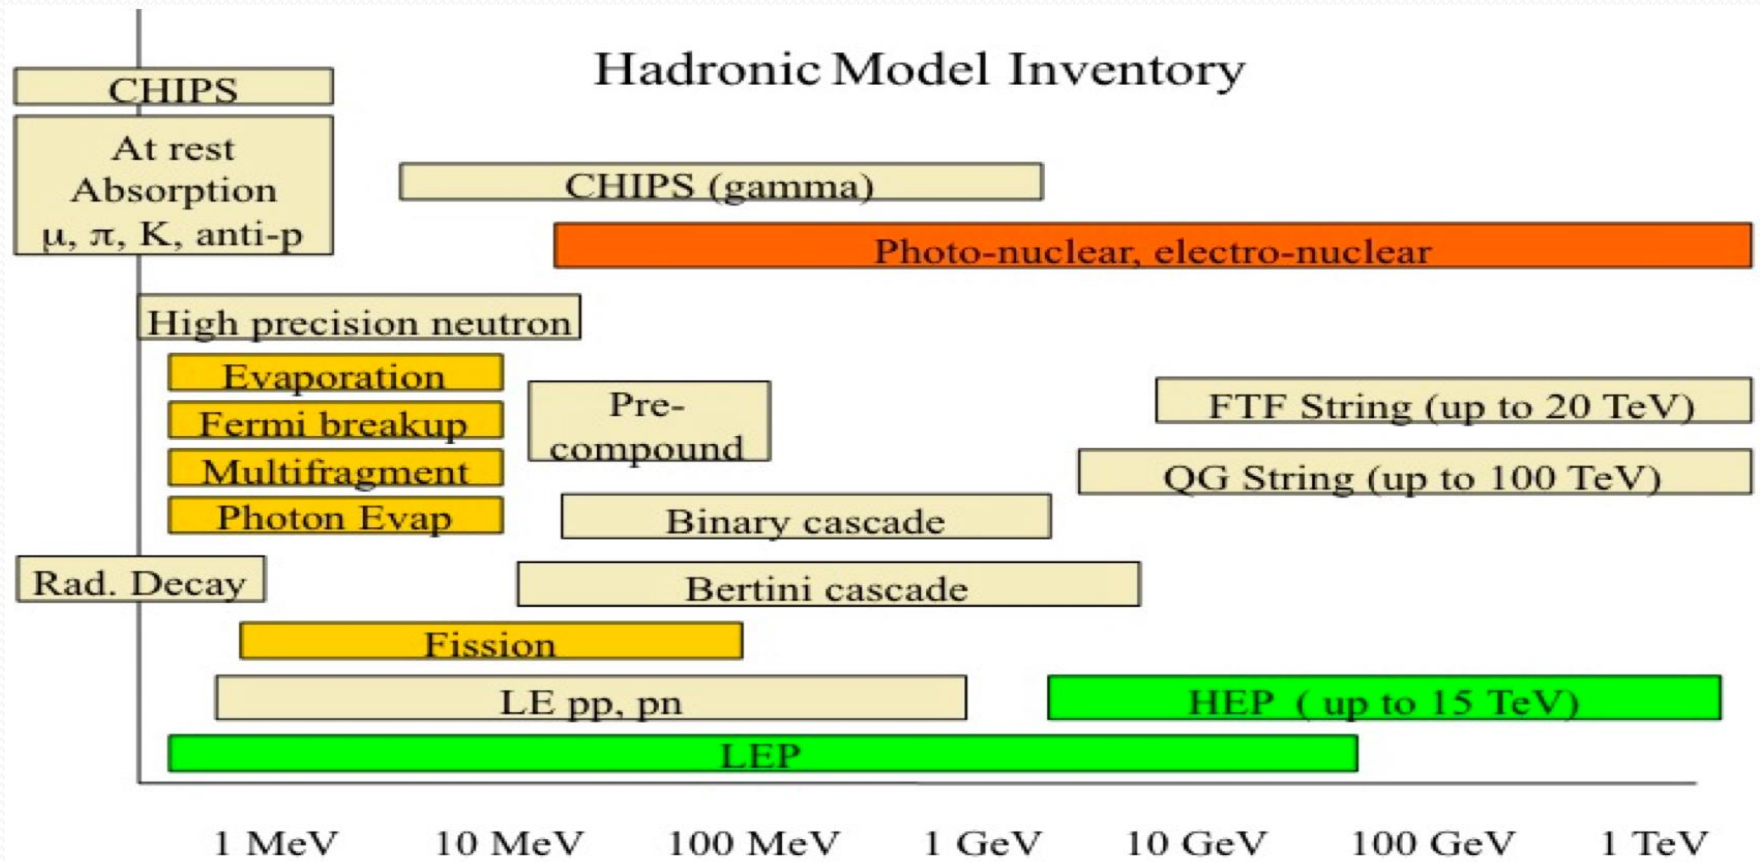 Hadronic Model Inventory
CHIPS
At rest
Absorption
μ, π, K, anti-p
CHIPS (gamma)
Photo-nuclear, electro-nuclear
High precision neutron
Evaporation
Fermi breakup
Multifragment
Photon Evap
Pre-
compound
FTF String (up to 20 TeV)
QG String (up to 100 TeV)
Binary cascade
Rad. Decay
Bertini cascade
Fission
LE pp, pn
HEP ( up to 15 TeV)
LEP
1 MeV 10 MeV 100 MeV 1 GeV 10 GeV 100 GeV 1 TeV